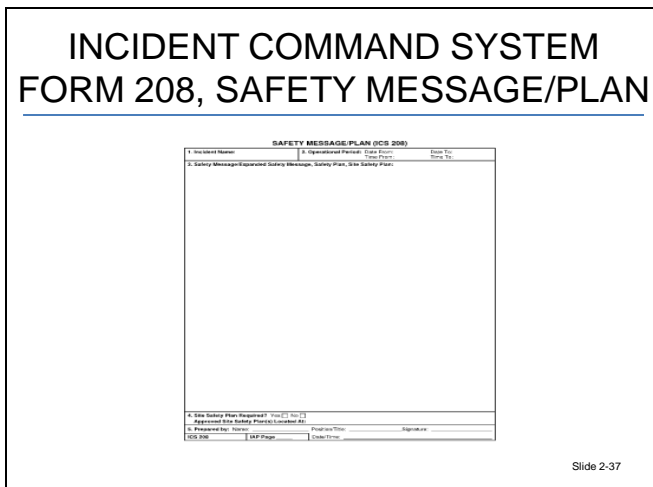 INCIDENT COMMAND SYSTEM
FORM 208, SAFETY MESSAGE/PLAN
SAFETY MESSAGE/PLAN (ICS 208)
1. Incident Name: 2. Operational Period: Date From: Date To:
Time From: Time To:
3. Safety Message/Expanded Safety Message, Safety Plan, Site Safety Plan:
4. Site Safety Plan Required? Yes No
Approved Site Safety Plan(s) Located At:
5. Prepared by: Name: Position/Title: Signature:
ICS 208 IAP Page Date/Time:
Slide 2-37